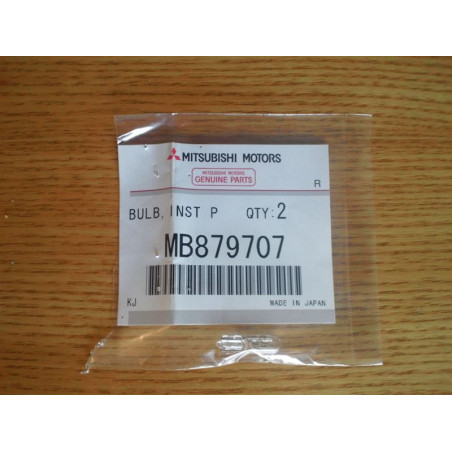 MITSUBISHI MOTORS
MITSUBISHI MOTORS
GENUINE PARTS
R
BULB, INST P QTY:2
MB879707
KJ MADE IN JAPAN